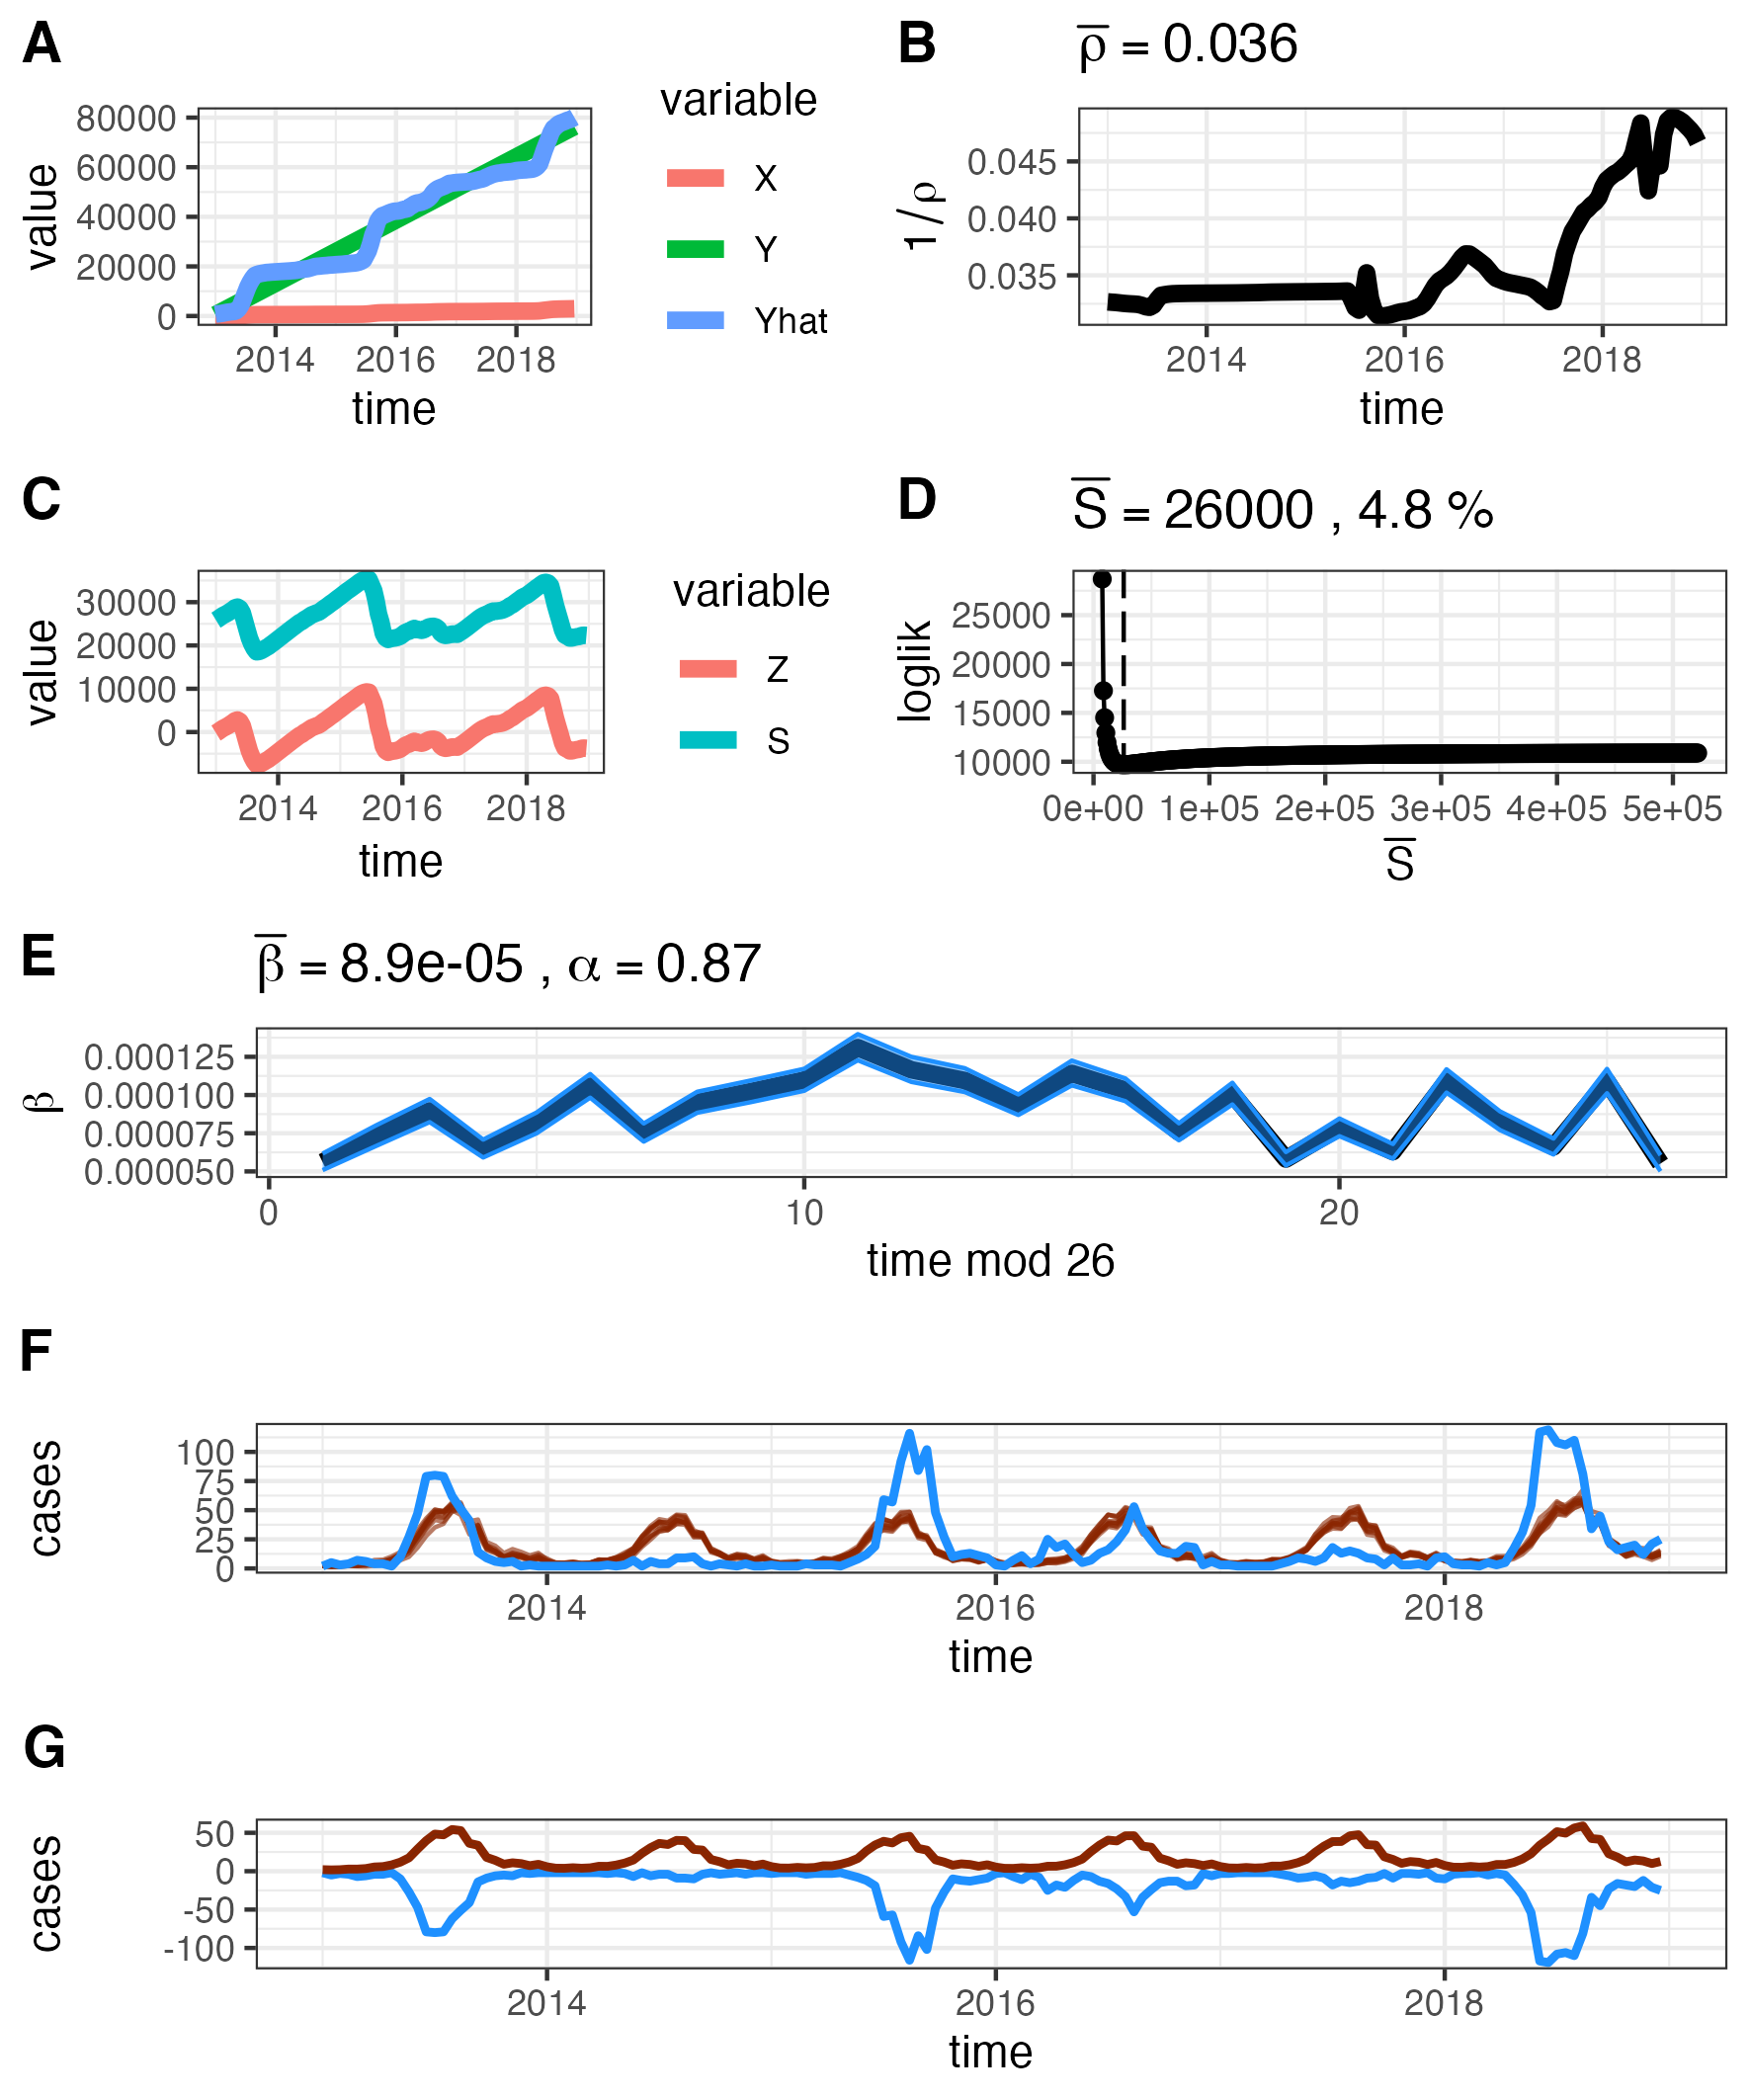 A
variable
value
80000
60000
40000
20000
0
2014 2016 2018
time
X
Y
Yhat
B
ρ̅ = 0.036
1/ρ
0.045
0.040
0.035
2014 2016 2018
time
C
value
30000
20000
10000
0
2014 2016 2018
time
variable
Z
S
D
S̅ = 26000 , 4.8 %
loglik
25000
20000
15000
10000
0e+00 1e+05 2e+05 3e+05 4e+05 5e+05
S̅
E
β̅ = 8.9e-05 , α = 0.87
β
0.000125
0.000100
0.000075
0.000050
0 10 20
time mod 26
F
cases
100
75
50
25
0
2014 2016 2018
time
G
cases
50
0
-50
-100
2014 2016 2018
time